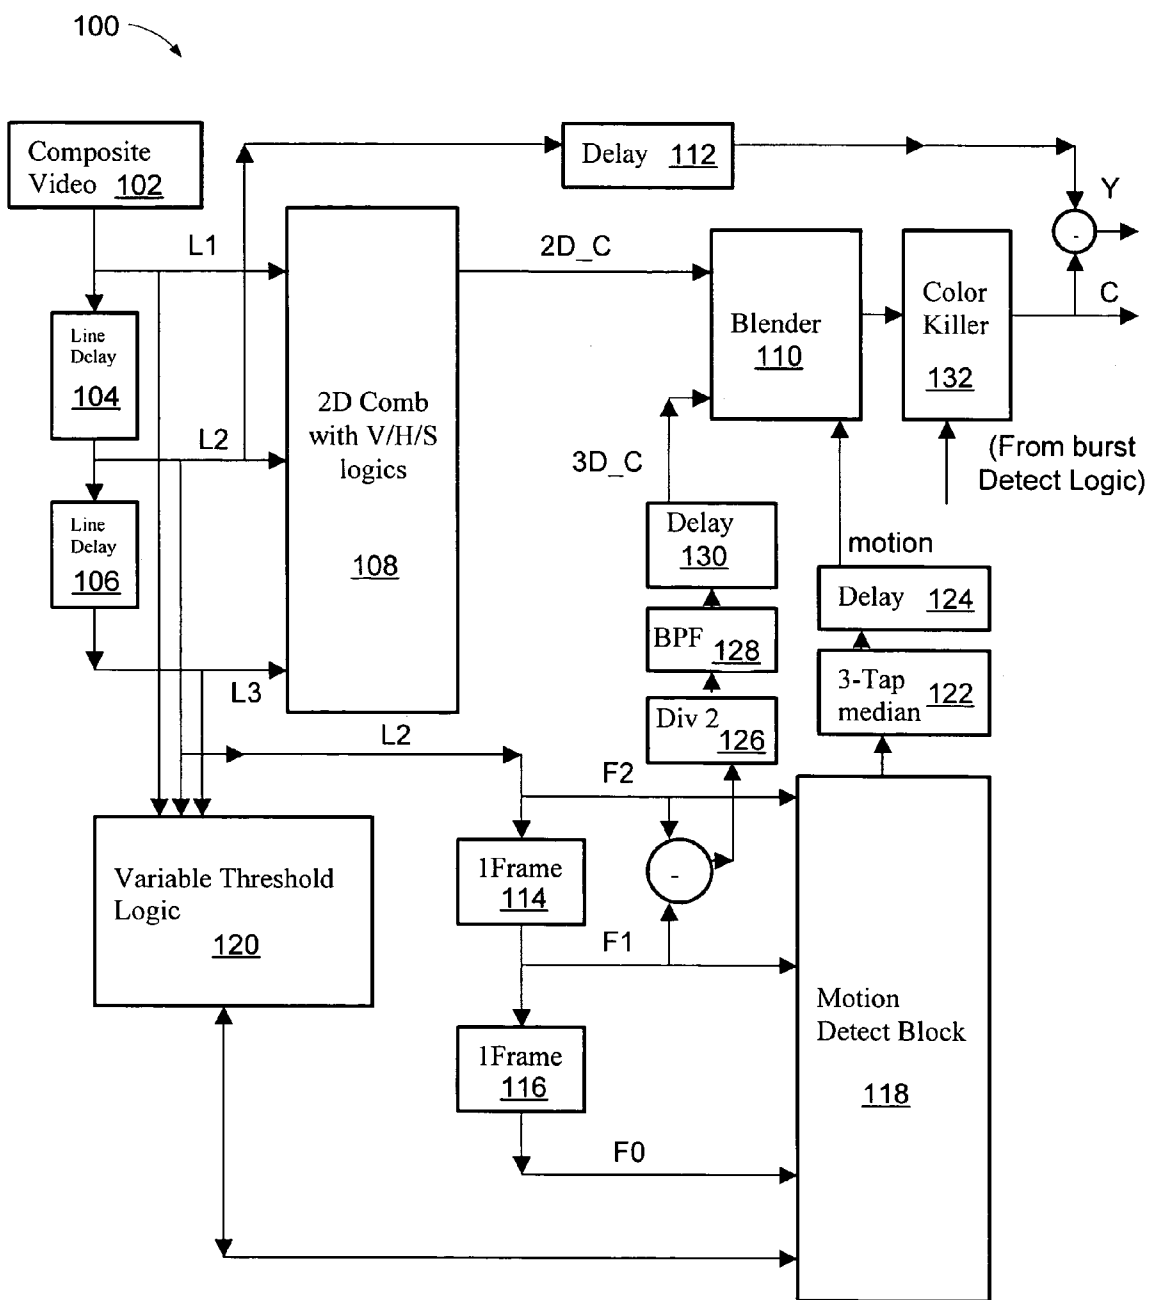 100
Composite
Video 102
Delay 112
Y
L1
2D_C
C
Line
Delay
104
Blender
110
Color
Killer
132
2D Comb
with V/H/S
logics
108
L2
3D_C
(From burst
Detect Logic)
Line
Delay
106
Delay
130
motion
Delay 124
BPF 128
3-Tap
median 122
L3
Div 2 126
L2
F2
1Frame
114
-
-
Variable Threshold
Logic
120
F1
Motion
Detect Block
118
1Frame
116
F0